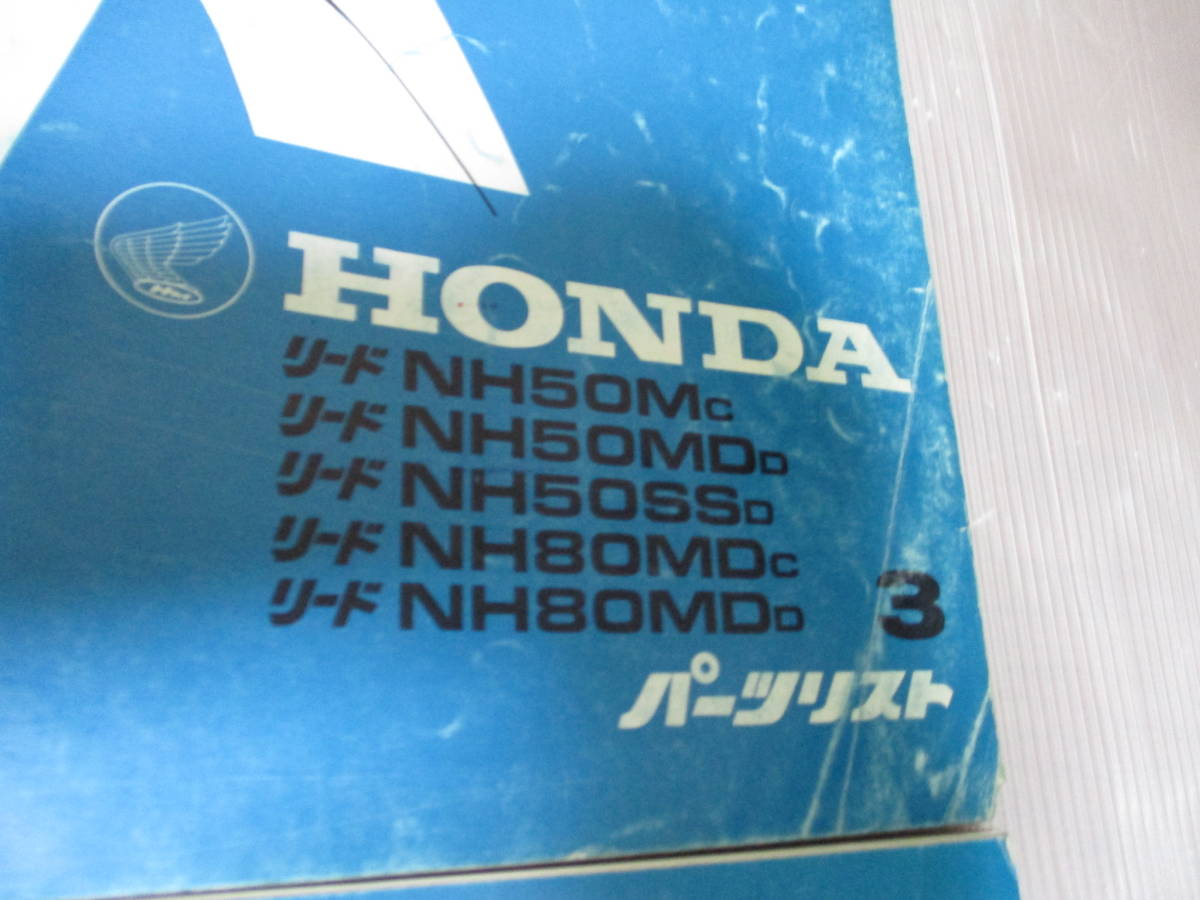 HONDA
リード NH50MC
リード NH50MDD
リード NH50SSD
リード NH80MDC
リード NH80MDD 3
パーツリスト